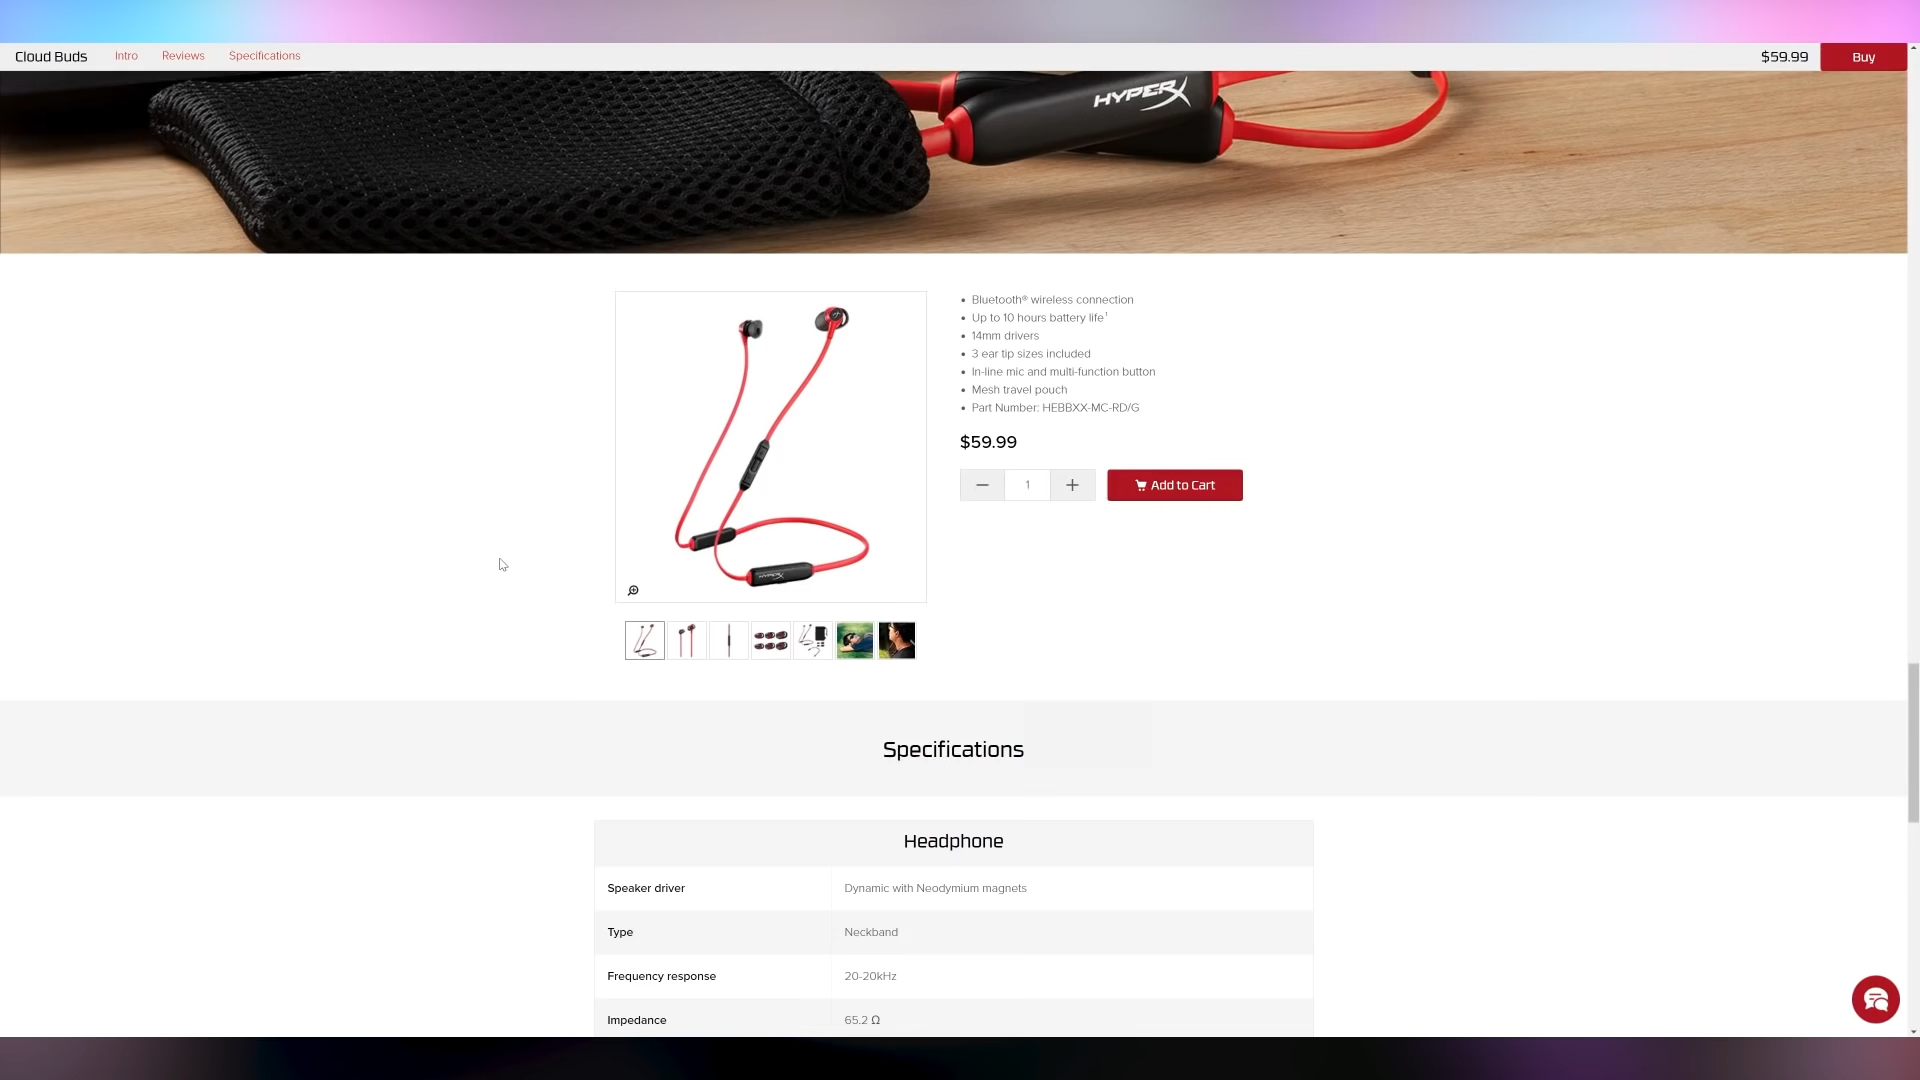 Cloud Buds Intro Reviews Specifications $59.99 Buy
HYPERX
• Bluetooth® wireless connection
• Up to 10 hours battery life¹
• 14mm drivers
• 3 ear tip sizes included
• In-line mic and multi-function button
• Mesh travel pouch
• Part Number: HEBBXX-MC-RD/G
$59.99
1 Add to Cart
HYPERX
Specifications
Headphone
Speaker driver Dynamic with Neodymium magnets
Type Neckband
Frequency response 20-20kHz
Impedance 65.2 Ω